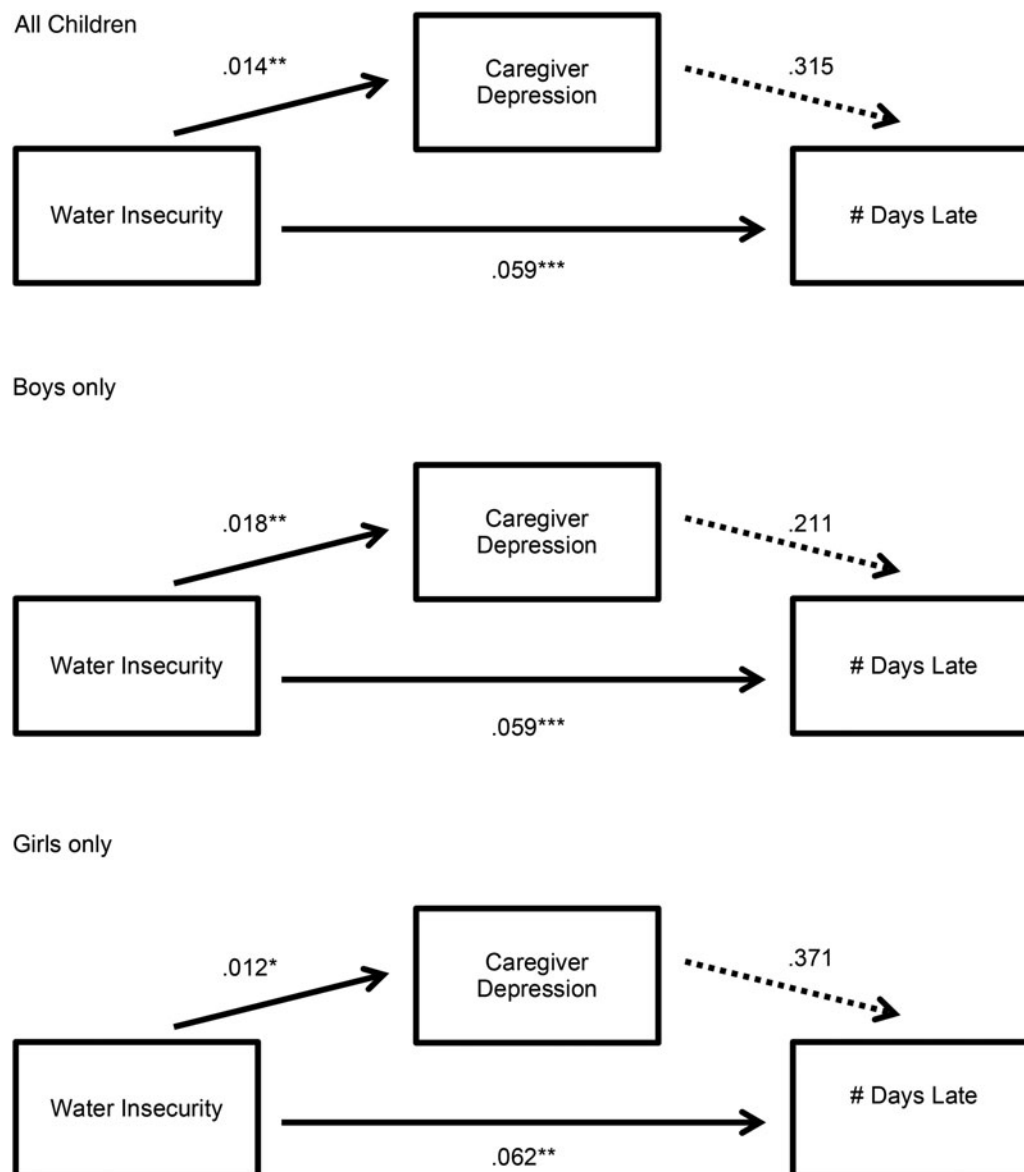 All Children
.014**
Caregiver
Depression
.315
Water Insecurity
# Days Late
.059***
Boys only
.018**
Caregiver
Depression
.211
Water Insecurity
# Days Late
.059***
Girls only
.012*
Caregiver
Depression
.371
Water Insecurity
# Days Late
.062**